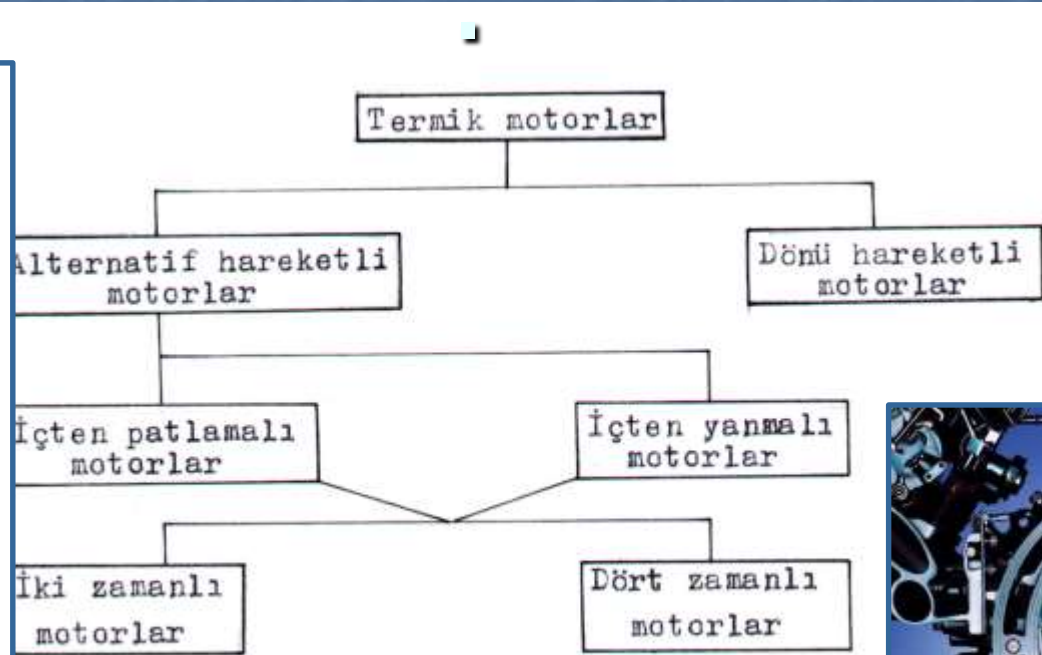 Termik motorlar
Alternatif hareketli
motorlar
Dönü hareketli
motorlar
İçten patlamalı
motorlar
İçten yanmalı
motorlar
İki zamanlı
motorlar
Dört zamanlı
motorlar